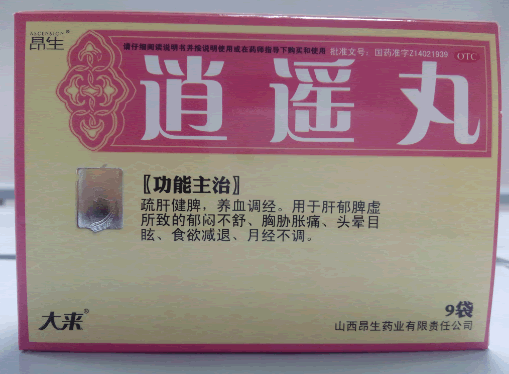 ASCENSION®
昂生
请仔细阅读说明书并按说明使用或在药师指导下购买和使用
批准文号：国药准字Z14021939
OTC
逍遥丸
〖功能主治〗
疏肝健脾，养血调经。用于肝郁脾虚
所致的郁闷不舒、胸胁胀痛、头晕目
眩、食欲减退、月经不调。
大来®
9袋
山西昂生药业有限责任公司